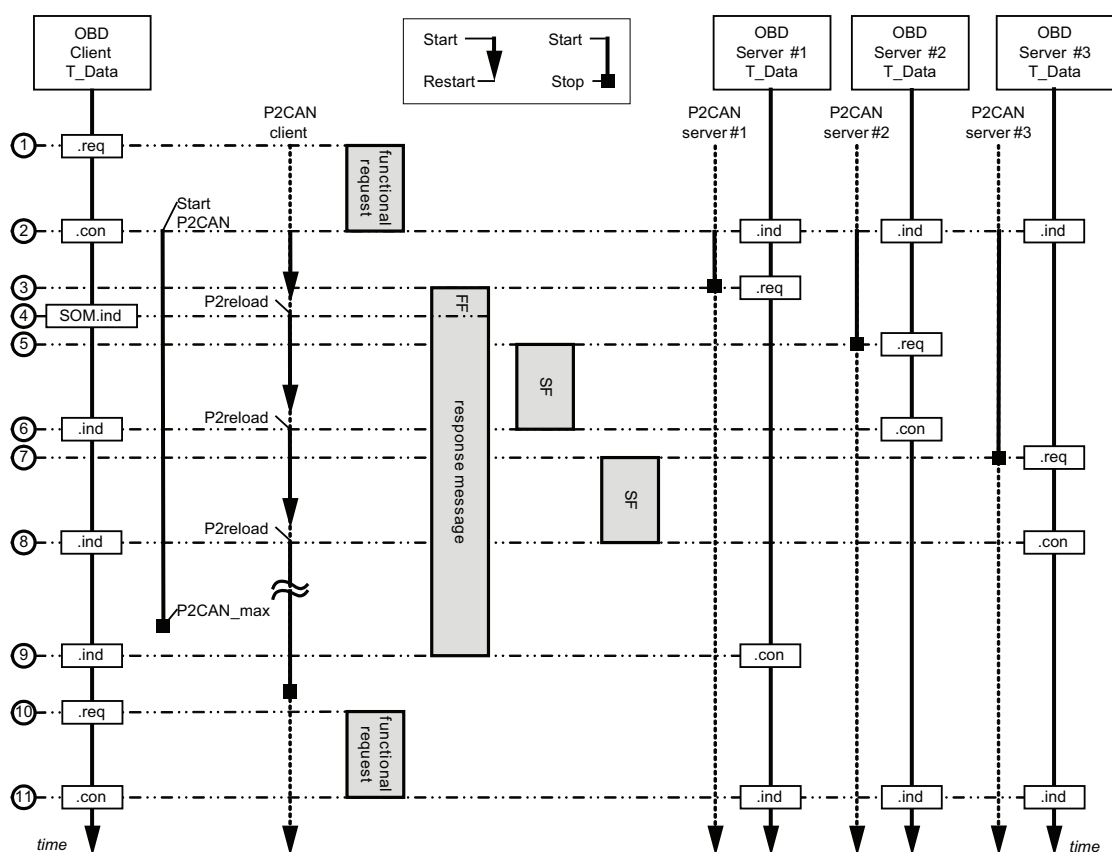 OBD
Client
T_Data
Start
Restart
Start
Stop
OBD
Server #1
T_Data
OBD
Server #2
T_Data
OBD
Server #3
T_Data
P2CAN
client
P2CAN
server #1
P2CAN
server #2
P2CAN
server #3
1
.req
functional
request
Start
P2CAN
2
.con
.ind
.ind
.ind
3
FF
.req
P2reload
4
SOM.ind
5
.req
SF
response message
P2reload
6
.ind
.con
7
.req
SF
P2reload
8
.ind
.con
P2CAN_max
9
.ind
.con
10
.req
functional
request
11
.con
.ind
.ind
.ind
time
time